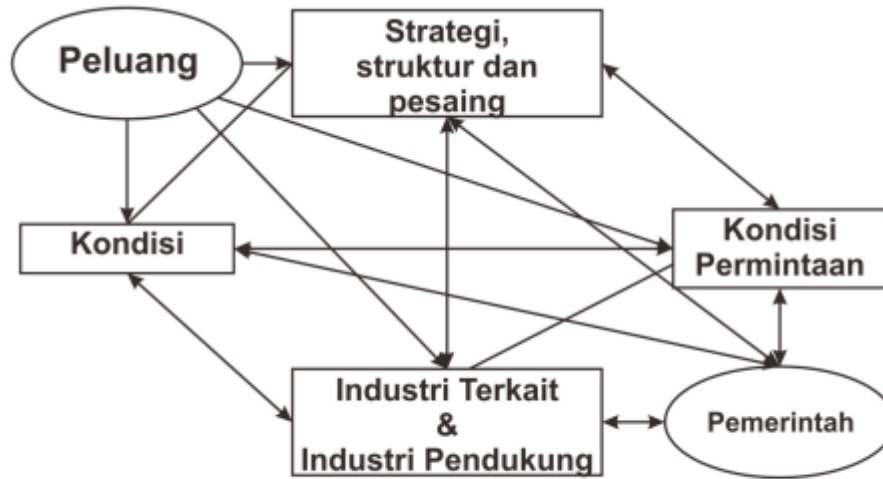 Peluang
Strategi,
struktur dan
pesaing
Kondisi
Kondisi
Permintaan
Industri Terkait
&
Industri Pendukung
Pemerintah